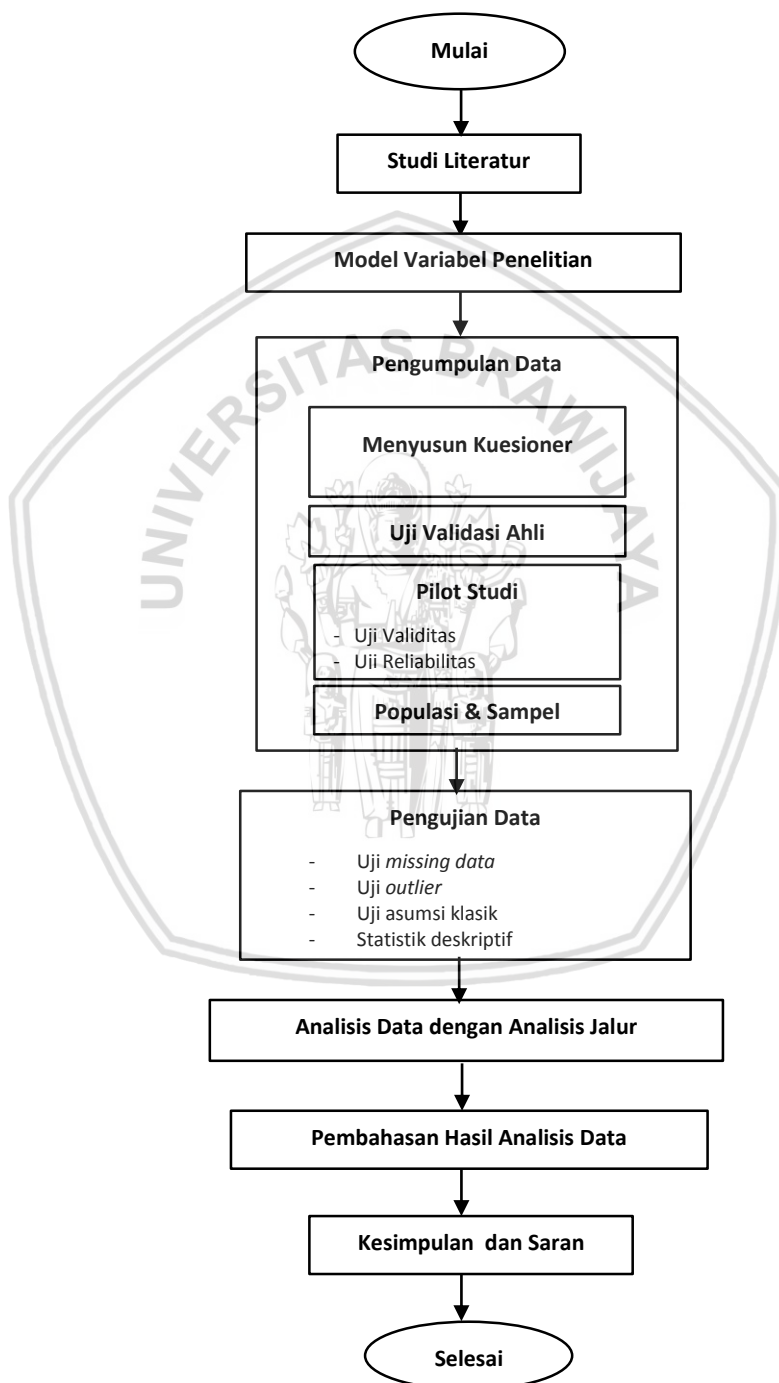 Mulai
Studi Literatur
Model Variabel Penelitian
UNIVERSITAS BRAWIJAYA
Pengumpulan Data
Menyusun Kuesioner
Uji Validasi Ahli
Pilot Studi
- Uji Validitas
- Uji Reliabilitas
Populasi & Sampel
Pengujian Data
- Uji missing data
- Uji outlier
- Uji asumsi klasik
- Statistik deskriptif
Analisis Data dengan Analisis Jalur
Pembahasan Hasil Analisis Data
Kesimpulan dan Saran
Selesai